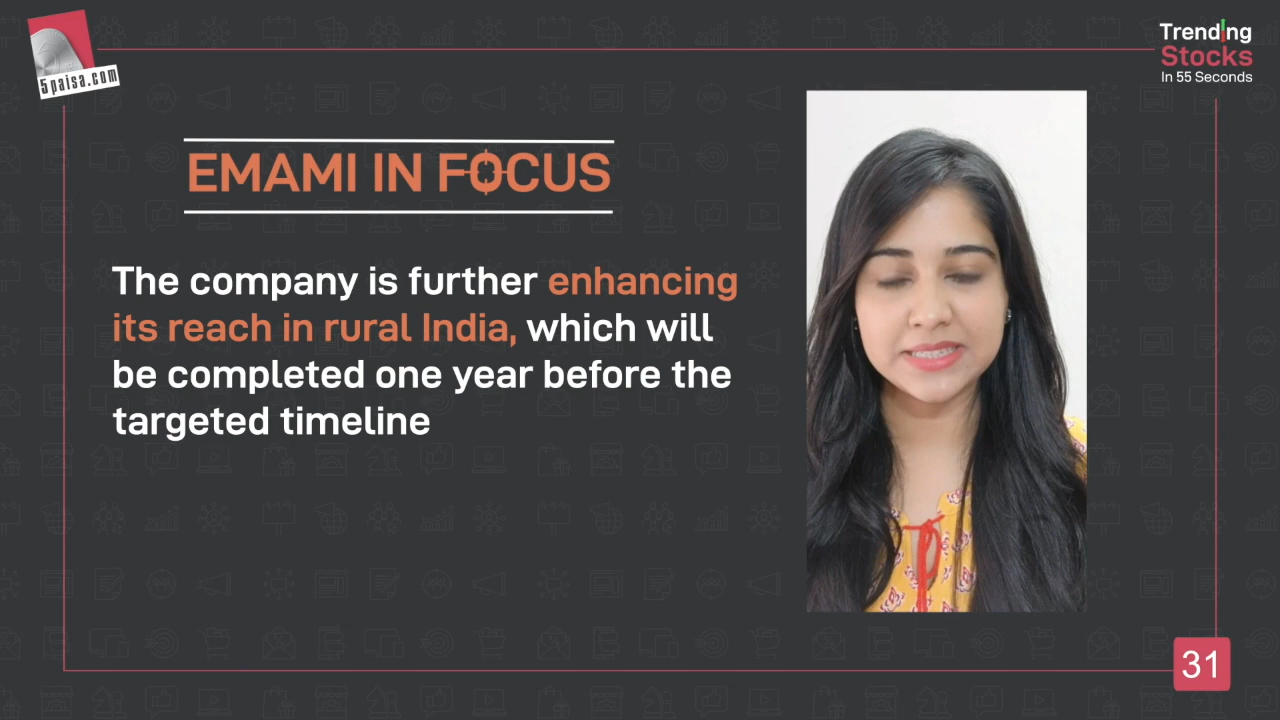 5paisa.com
Trending
Stocks
In 55 Seconds
EMAMI IN FOCUS
The company is further enhancing
its reach in rural India, which will
be completed one year before the
targeted timeline
31